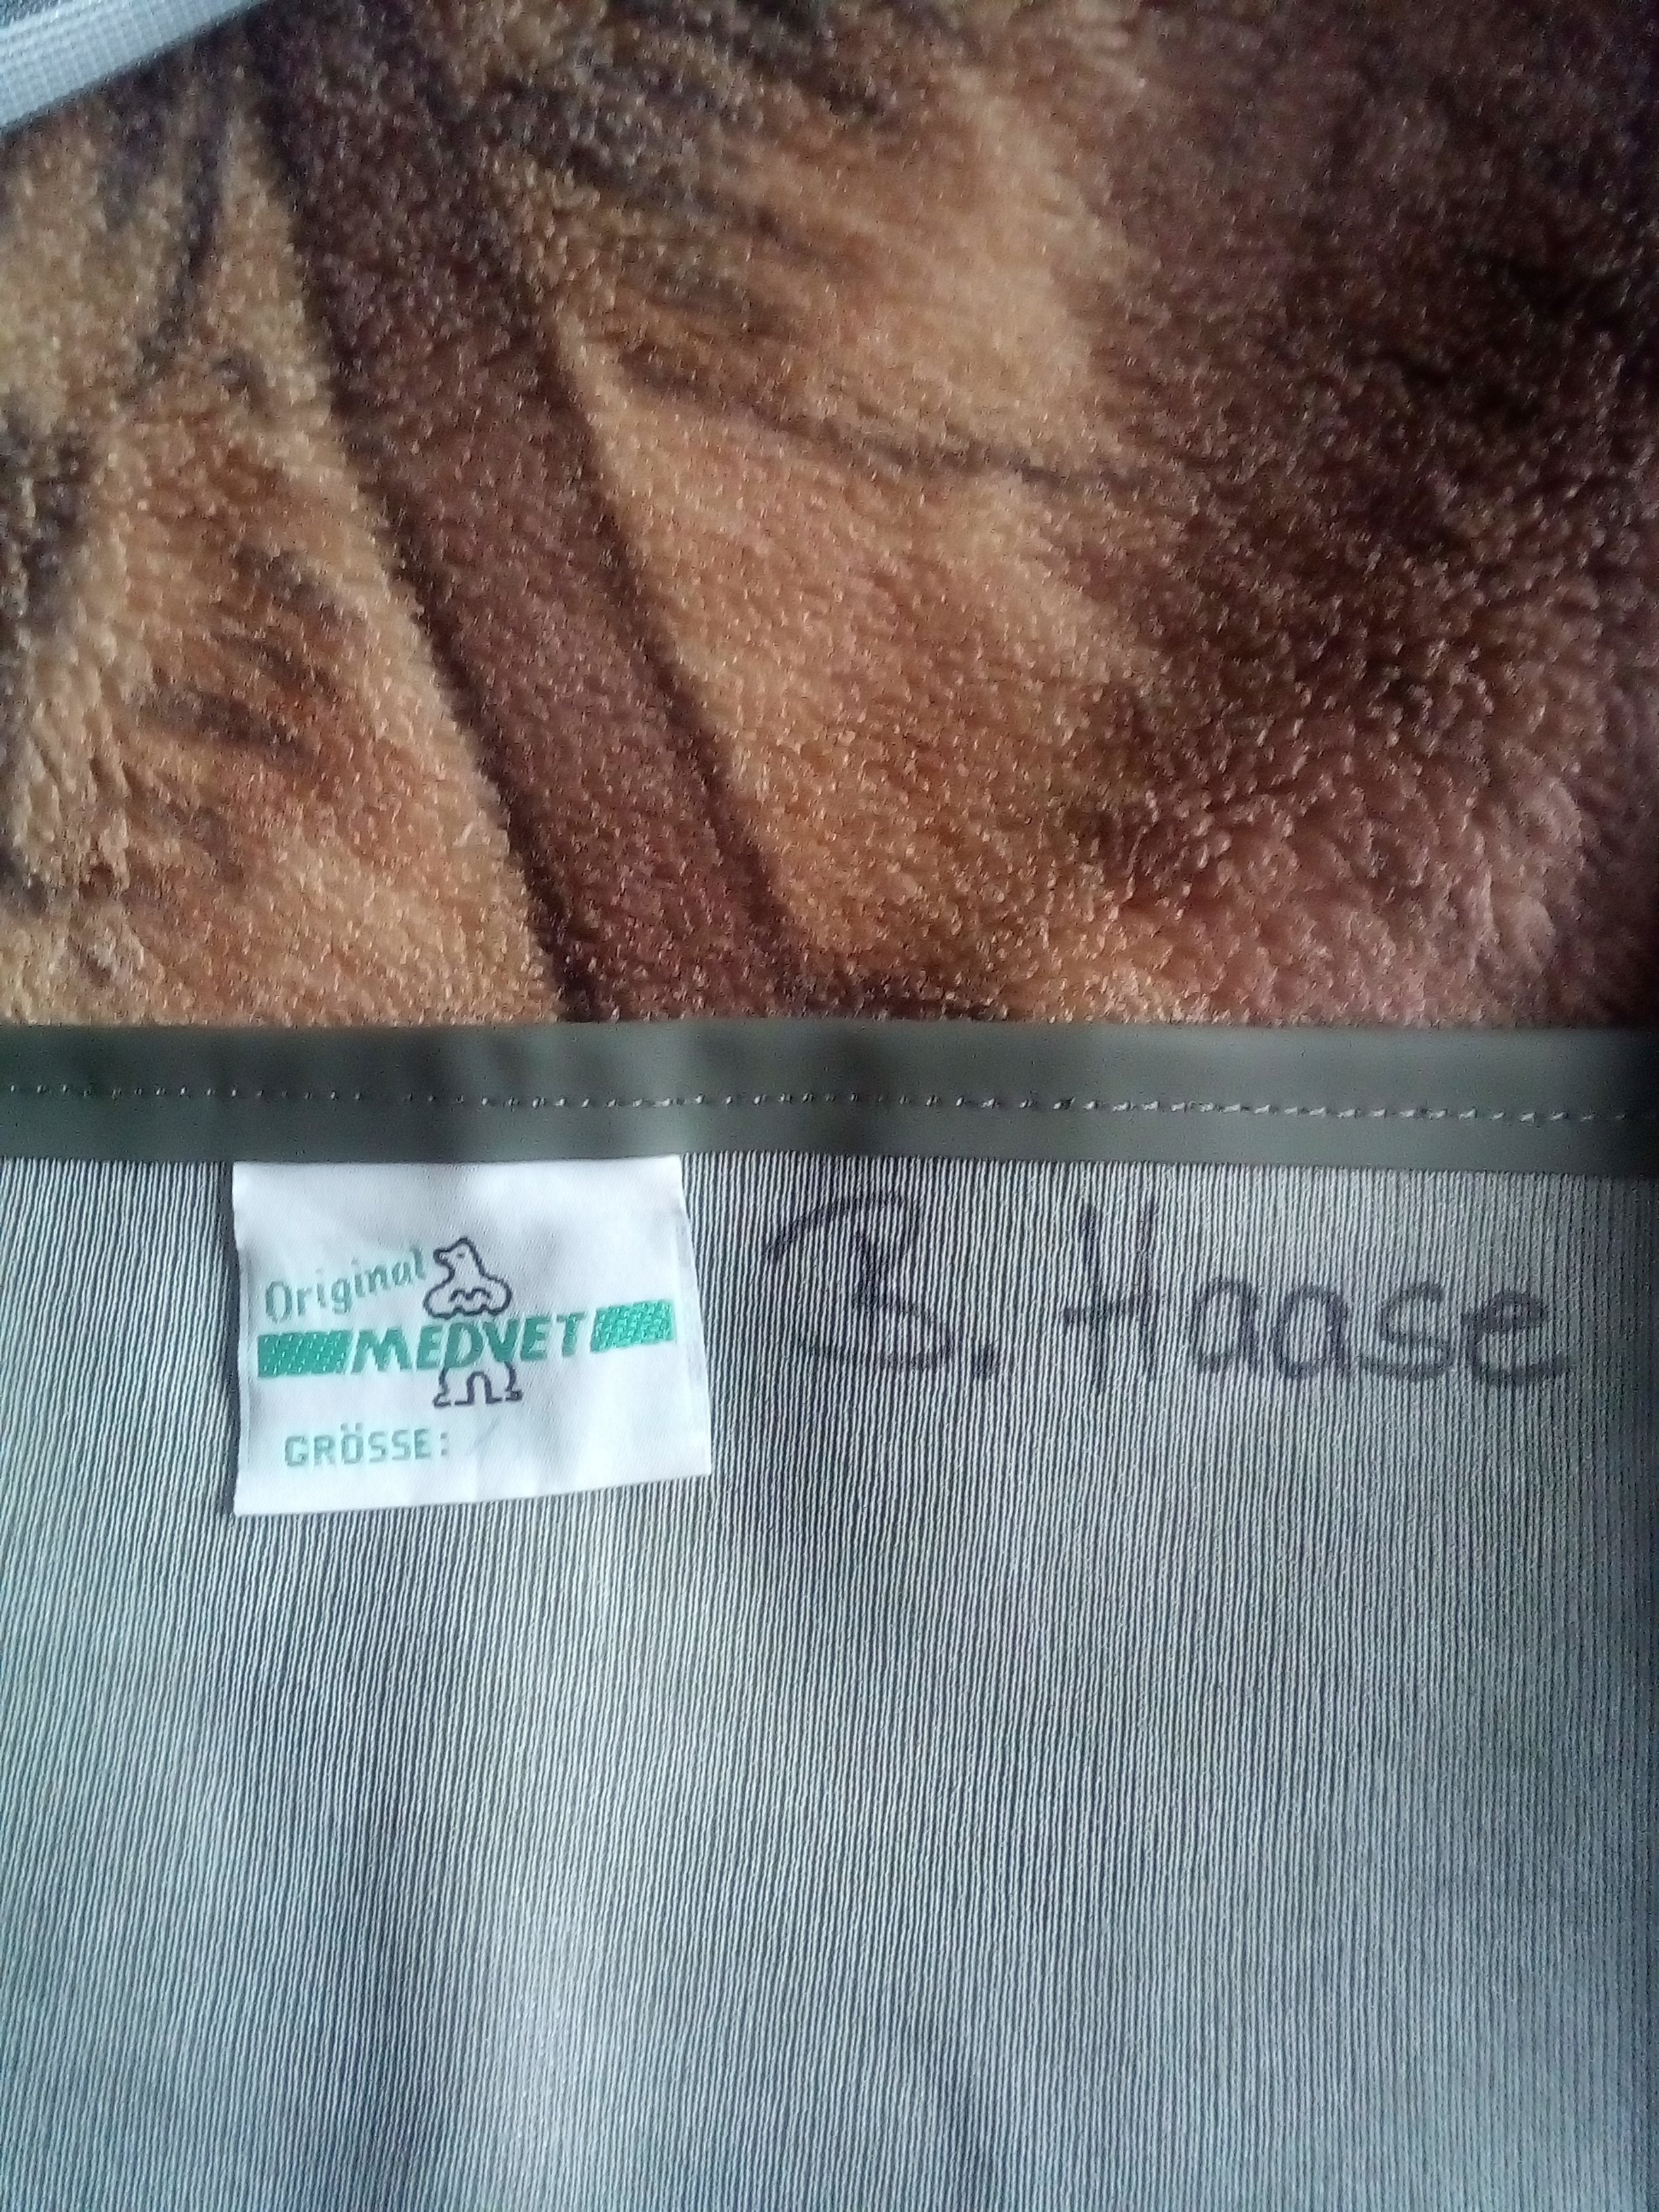 Original
MEDVET
GRÖSSE:
B. Haase